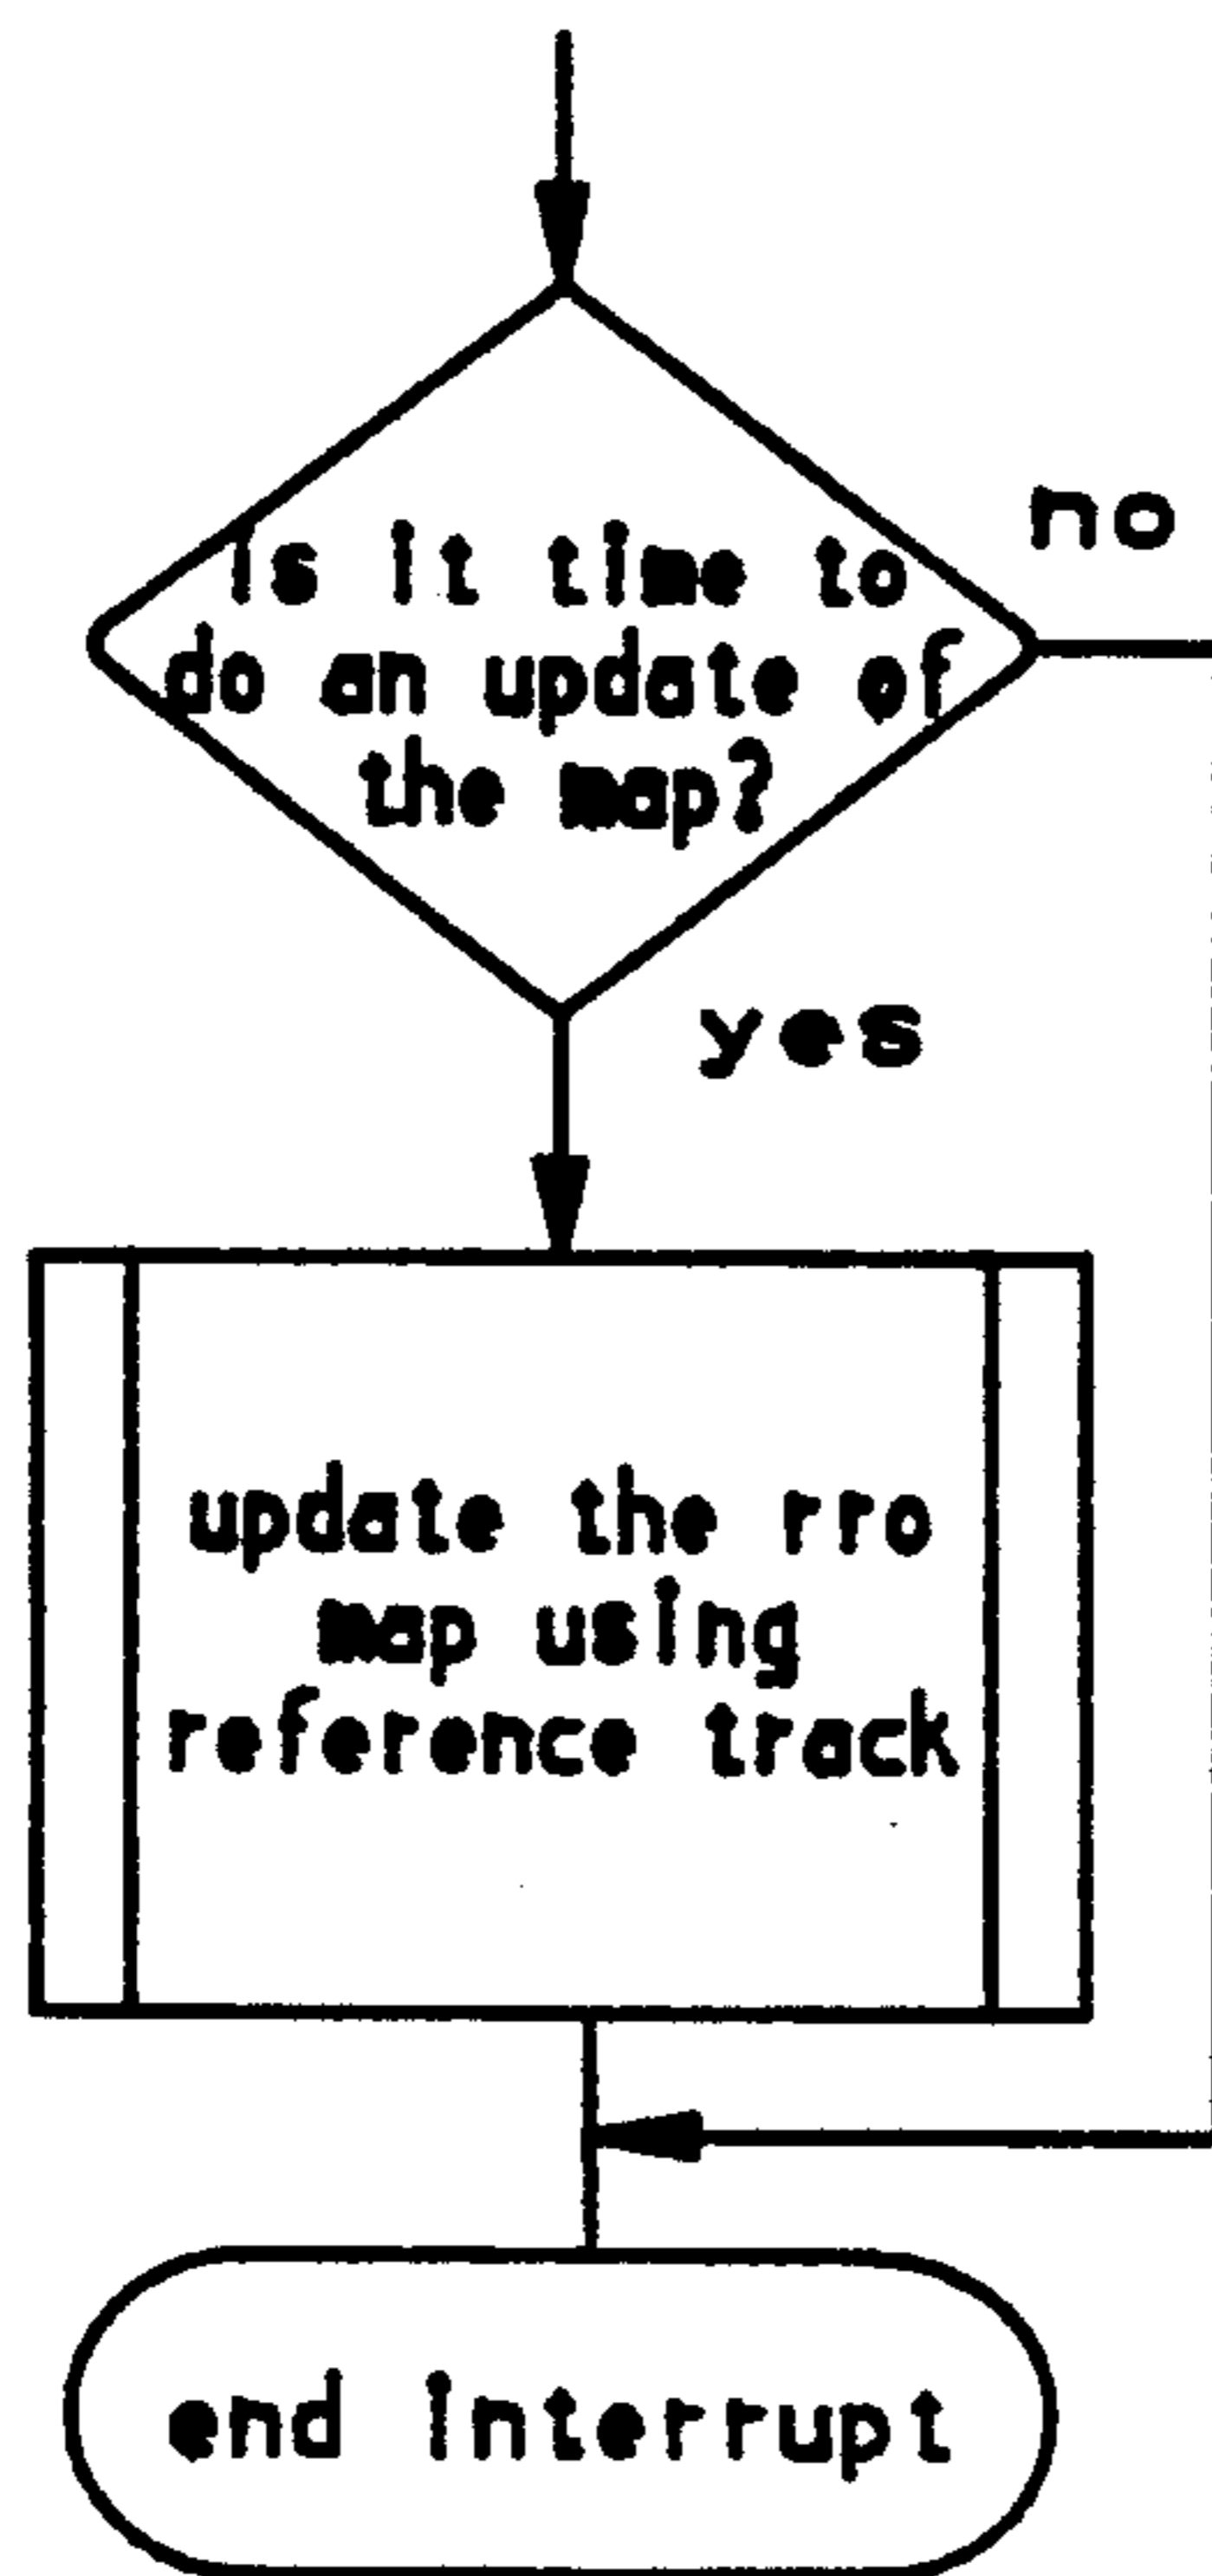 is it time to
do an update of
the map?
no
yes
update the rro
map using
reference track
end interrupt